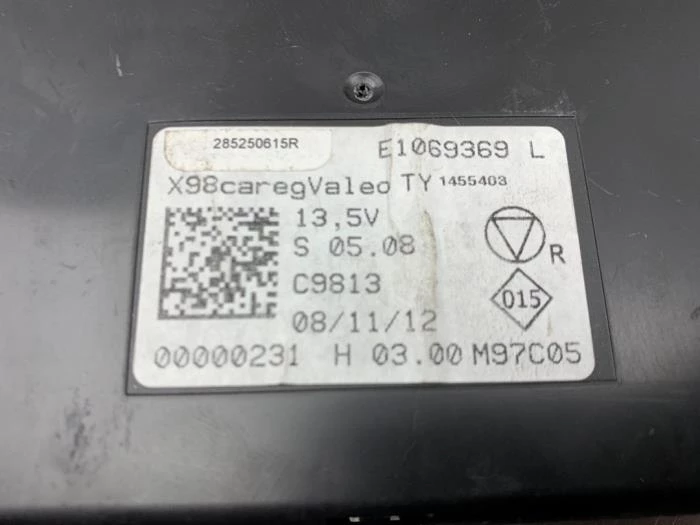 285250615R E1069369 L
X98caregValeo TY 1455403
13,5V
S 05.08
R
C9813
015
08/11/12
00000231 H 03.00 M97C05